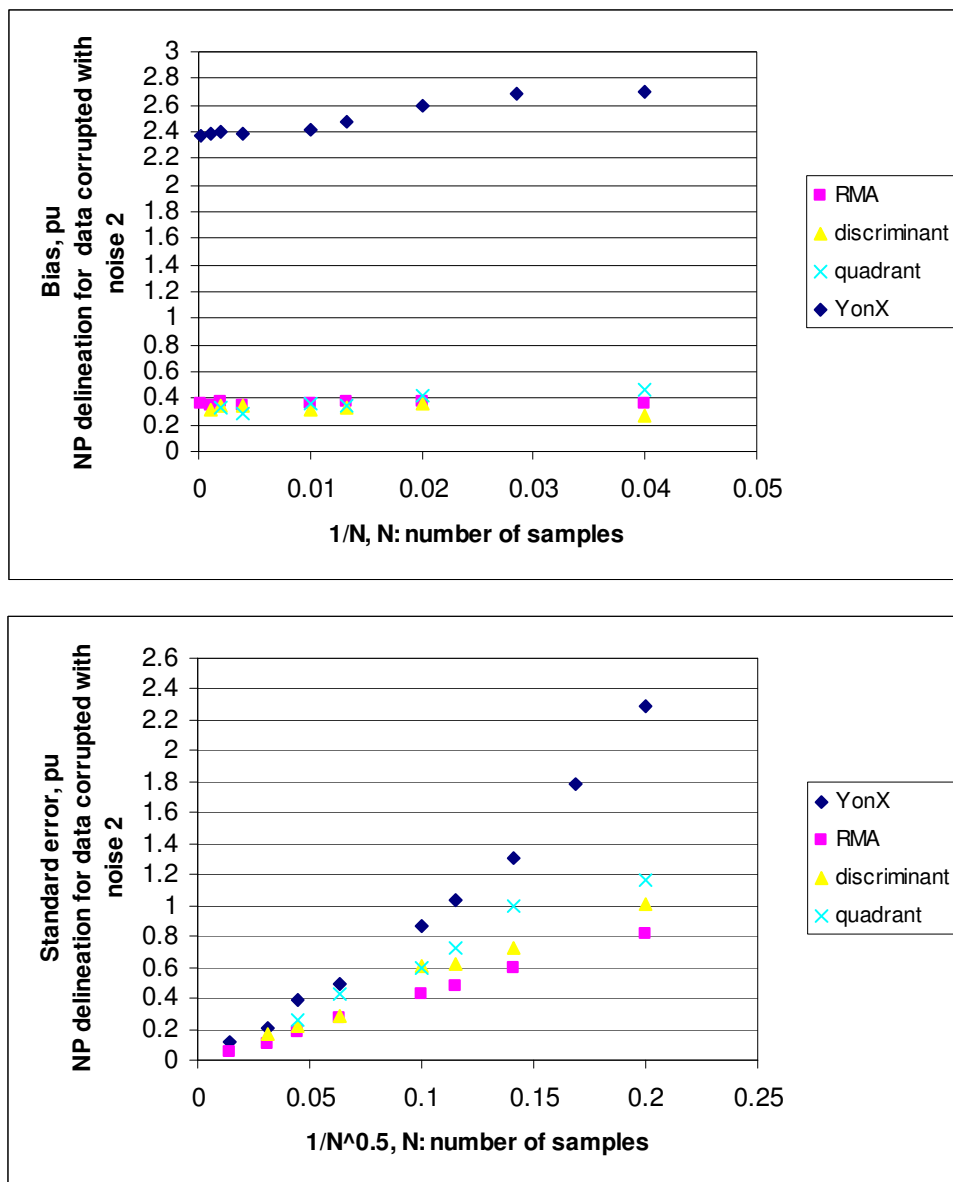 Bias, pu
NP delineation for data corrupted with
noise 2
3
2.8
2.6
2.4
2.2
2
1.8
1.6
1.4
1.2
1
0.8
0.6
0.4
0.2
0
0 0.01 0.02 0.03 0.04 0.05
1/N, N: number of samples
RMA
discriminant
quadrant
YonX
Standard error, pu
NP delineation for data corrupted with
noise 2
2.6
2.4
2.2
2
1.8
1.6
1.4
1.2
1
0.8
0.6
0.4
0.2
0
0 0.05 0.1 0.15 0.2 0.25
1/N^0.5, N: number of samples
YonX
RMA
discriminant
quadrant